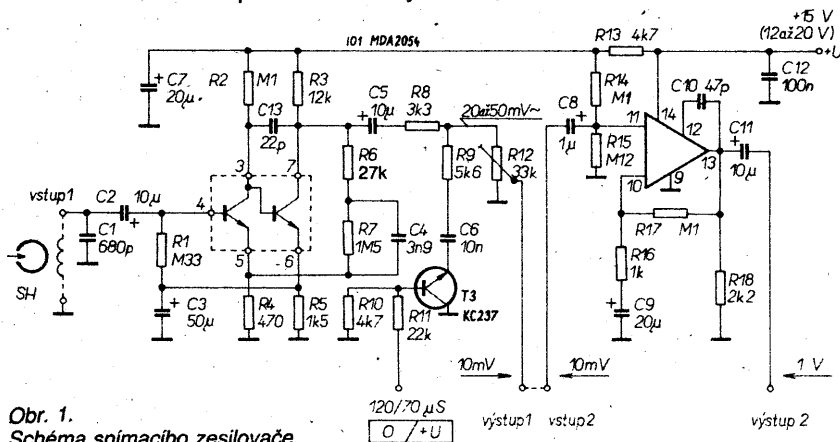 +15 V
(12až20 V)
+U
R13 4k7
IO1 MDA2054
C7
20µ
R2
M1
R3
12k
C13
22p
C5
10µ
R8
3k3
20až50mV~
C8
1µ
R14
M1
R15
M12
C10 47p
C12
100n
11
14
12
13
10
9
C11
10µ
R9
5k6
R12
33k
R6
27k
3
7
vstup1
C2
10µ
4
C1
680p
SH
R1
M33
5
6
R7
1M5
C4
3n9
C6
10n
R17
M1
R16
1k
R18
2k2
C3
50µ
R4
470
R5
1k5
R10
4k7
R11
22k
T3
KC237
C9
20µ
10mV
10mV
1 V
120/70 µS
0 / +U
výstup1
vstup2
výstup 2
Obr. 1.
Schéma snímacího zesilovače